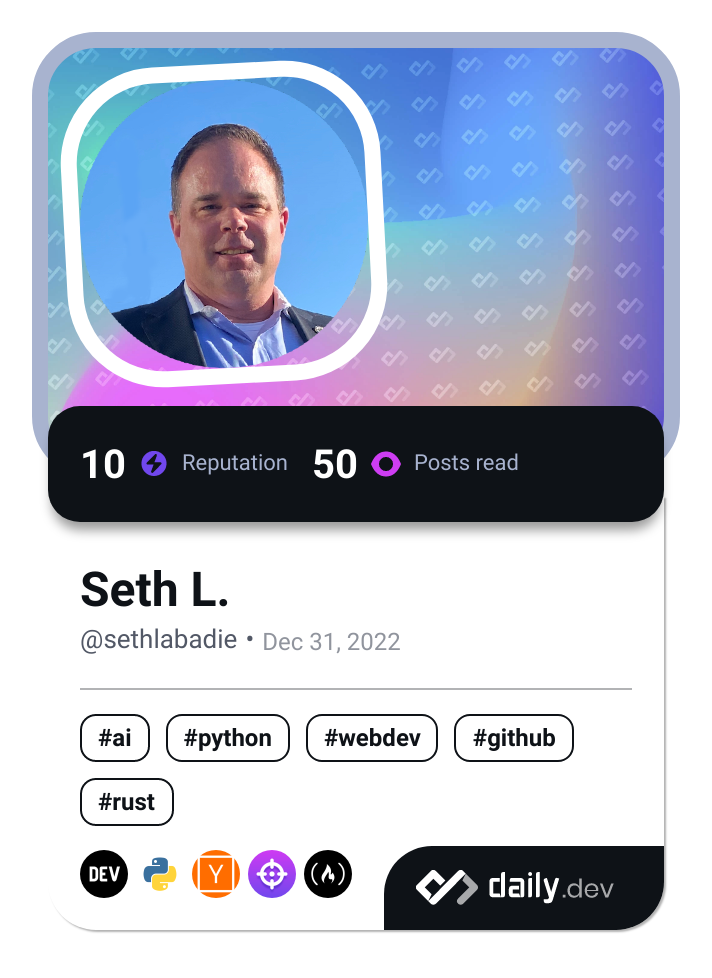 10 Reputation 50 Posts read
Seth L.
@sethlabadie • Dec 31, 2022
#ai #python #webdev #github
#rust
DEV Y daily.dev